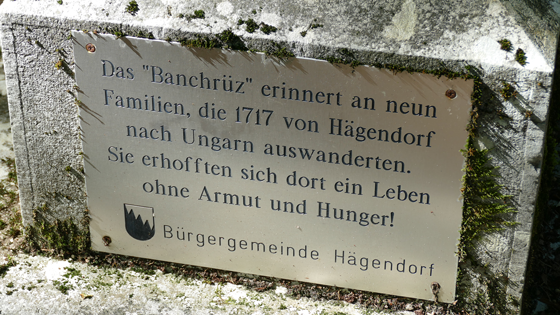 Das "Banchrüz" erinnert an neun
Familien, die 1717 von Hägendorf
nach Ungarn auswanderten.
Sie erhofften sich dort ein Leben
ohne Armut und Hunger!
Bürgergemeinde Hägendorf